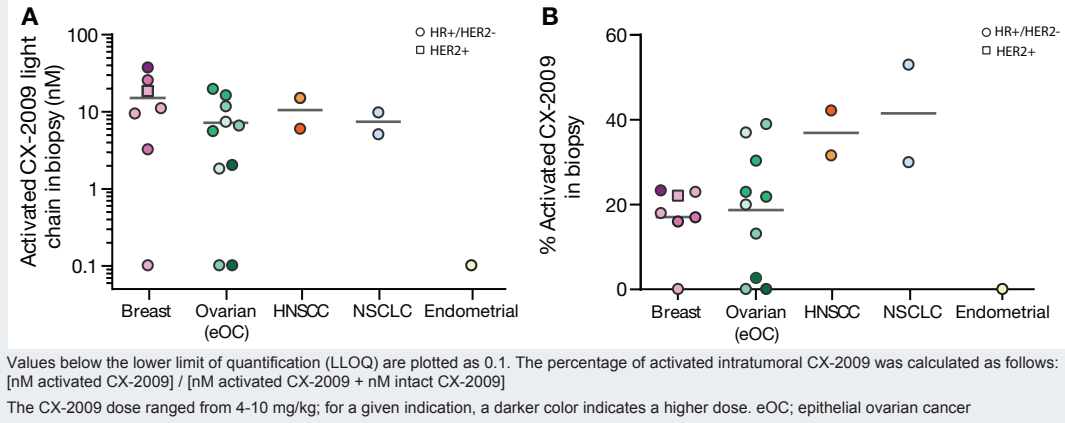 A
Activated CX-2009 light
chain in biopsy (nM)
100
10
1
0.1
HR+/HER2-
HER2+
Breast
Ovarian
(eOC)
HNSCC
NSCLC
Endometrial
B
% Activated CX-2009
in biopsy
60
40
20
0
HR+/HER2-
HER2+
Breast
Ovarian
(eOC)
HNSCC
NSCLC
Endometrial
Values below the lower limit of quantification (LLOQ) are plotted as 0.1. The percentage of activated intratumoral CX-2009 was calculated as follows:
[nM activated CX-2009] / [nM activated CX-2009 + nM intact CX-2009]
The CX-2009 dose ranged from 4-10 mg/kg; for a given indication, a darker color indicates a higher dose. eOC; epithelial ovarian cancer